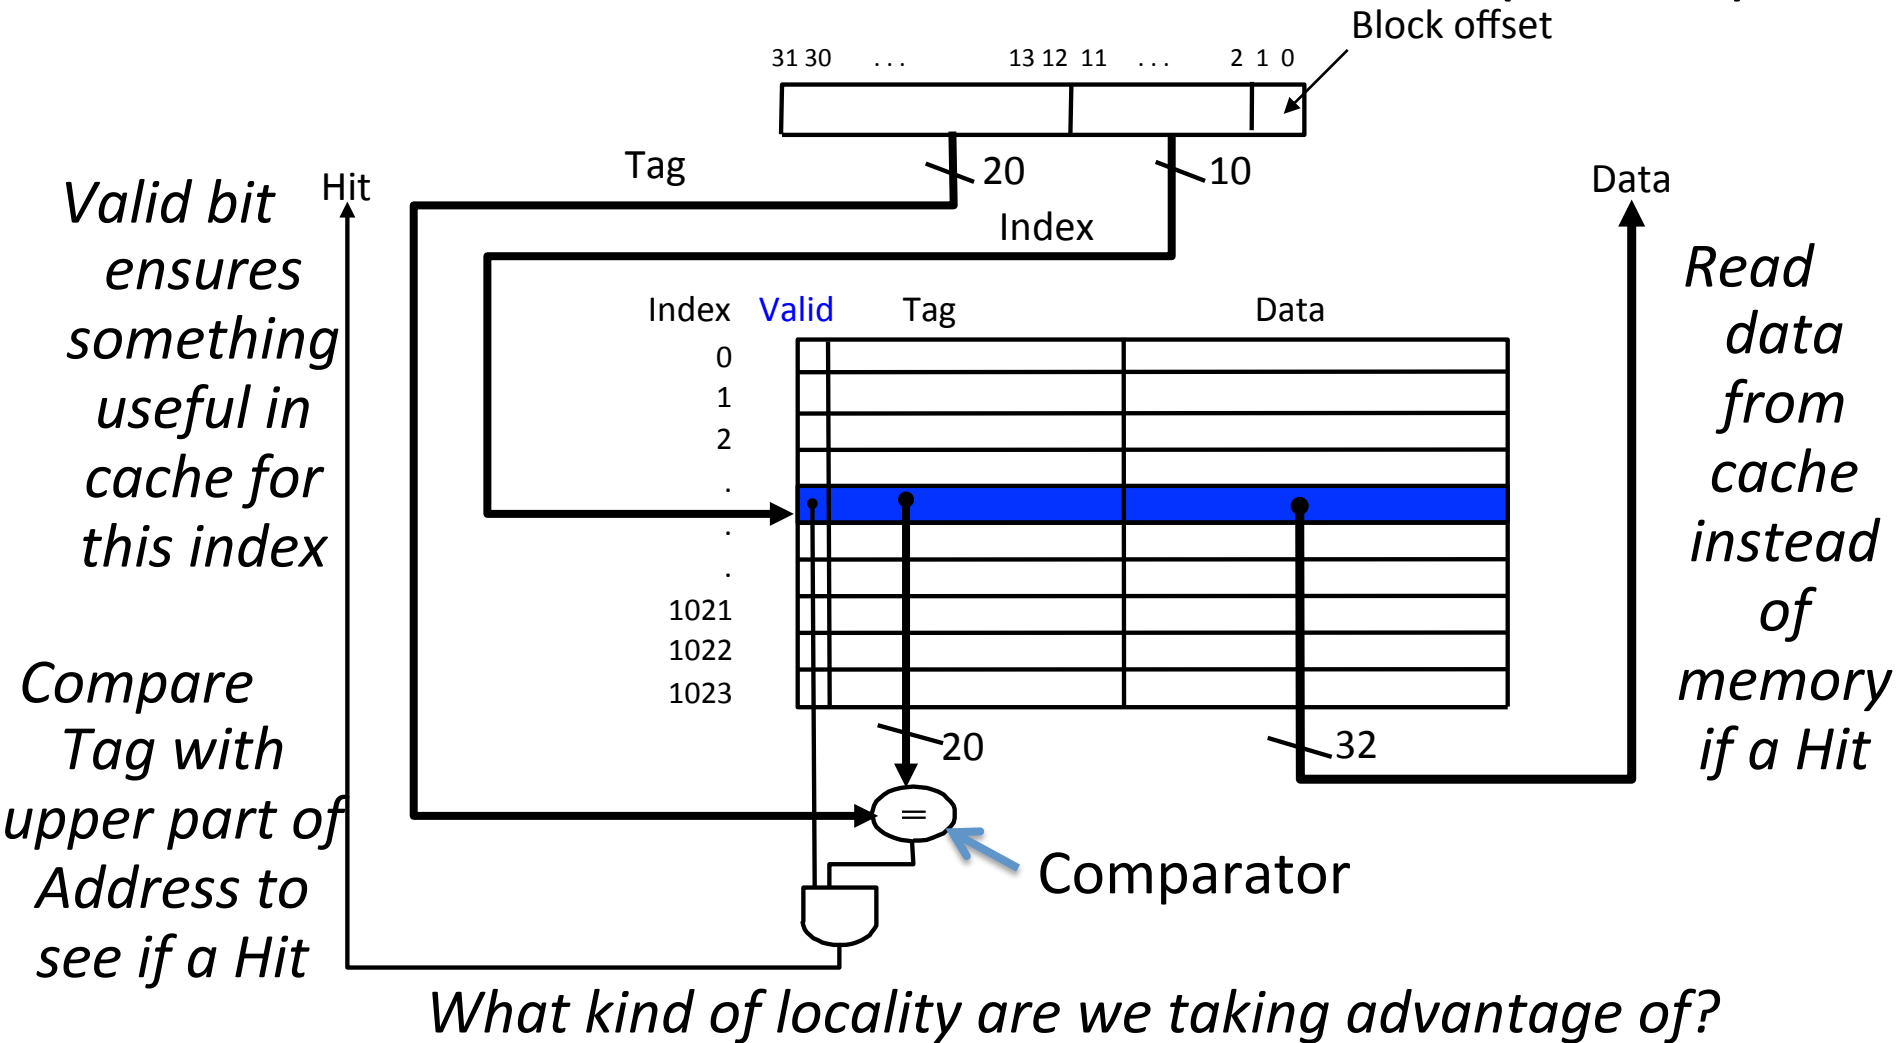 Block offset
31 30 . . . 13 12 11 . . . 2 1 0
Tag
20
10
Index
Hit
Data
Valid bit
ensures
something
useful in
cache for
this index
Compare
Tag with
upper part of
Address to
see if a Hit
Index Valid Tag Data
0
1
2
.
.
.
1021
1022
1023
20
32
=
Comparator
Read
data
from
cache
instead
of
memory
if a Hit
What kind of locality are we taking advantage of?